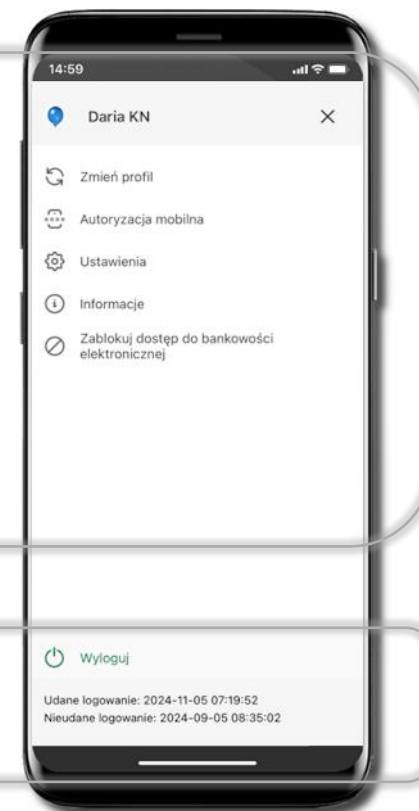 14:59
Daria KN
Zmień profil
Autoryzacja mobilna
Ustawienia
Informacje
Zablokuj dostęp do bankowości
elektronicznej
Wyloguj
Udane logowanie: 2024-11-05 07:19:52
Nieudane logowanie: 2024-09-05 08:35:02